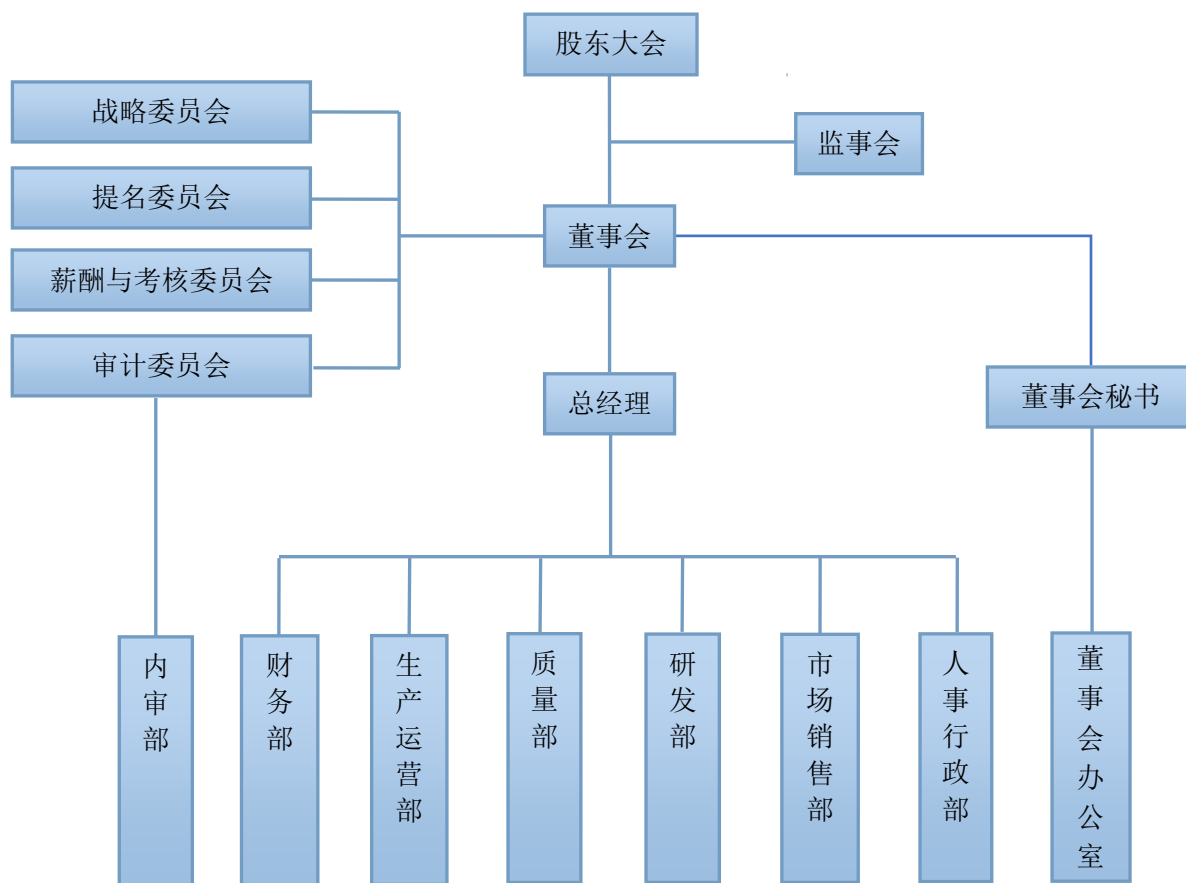 股东大会
战略委员会
监事会
提名委员会
董事会
薪酬与考核委员会
审计委员会
总经理
董事会秘书
内审部
财务部
生产运营部
质量部
研发部
市场销售部
人事行政部
董事会办公室